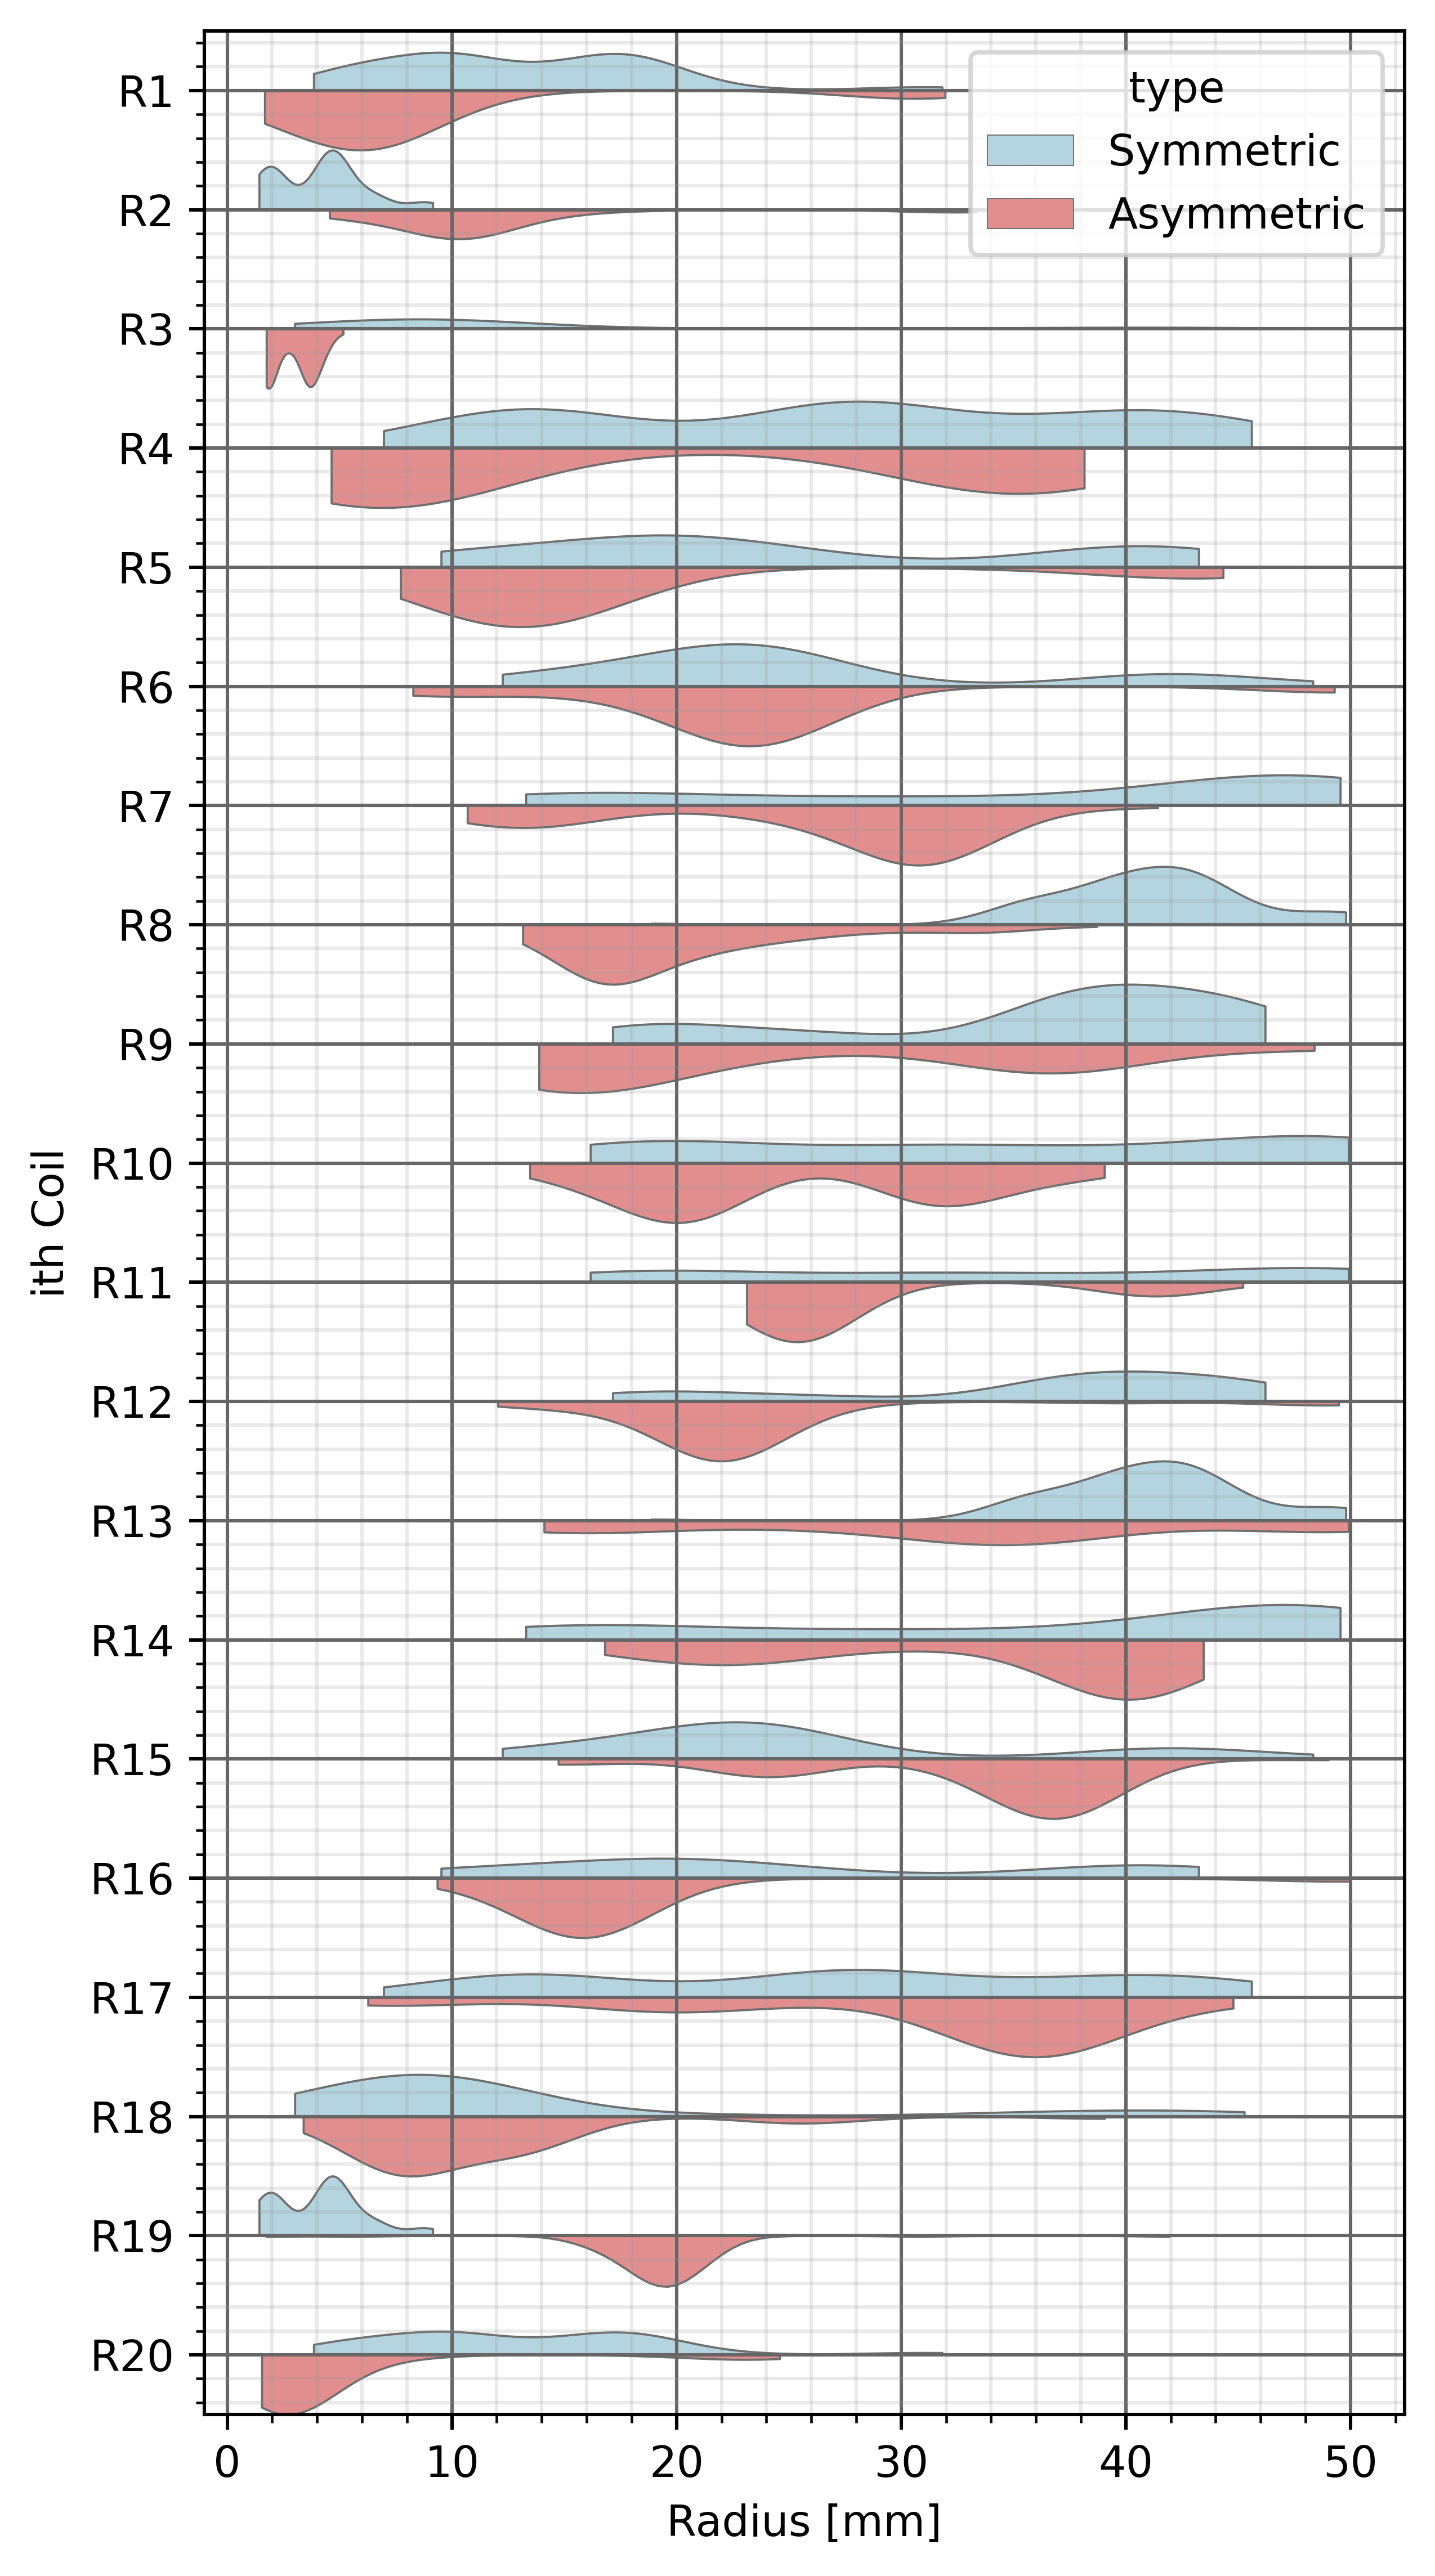 type
Symmetric
Asymmetric
R1
R2
R3
R4
R5
R6
R7
R8
R9
R10
R11
R12
R13
R14
R15
R16
R17
R18
R19
R20
ith Coil
0 10 20 30 40 50
Radius [mm]